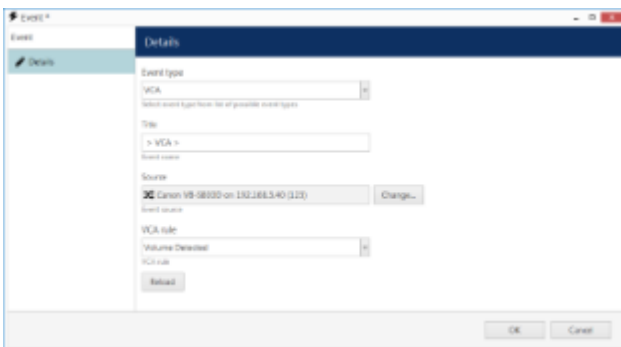 Event *
Event
Details
Details
Event type
VCA
Select event type from list of possible event types
Title
> VCA >
Event name
Source
Canon VB-S803D on 192.168.5.40 (123)
Change...
Event source
VCA rule
Volume Detected
VCA rule
Reload
OK
Cancel